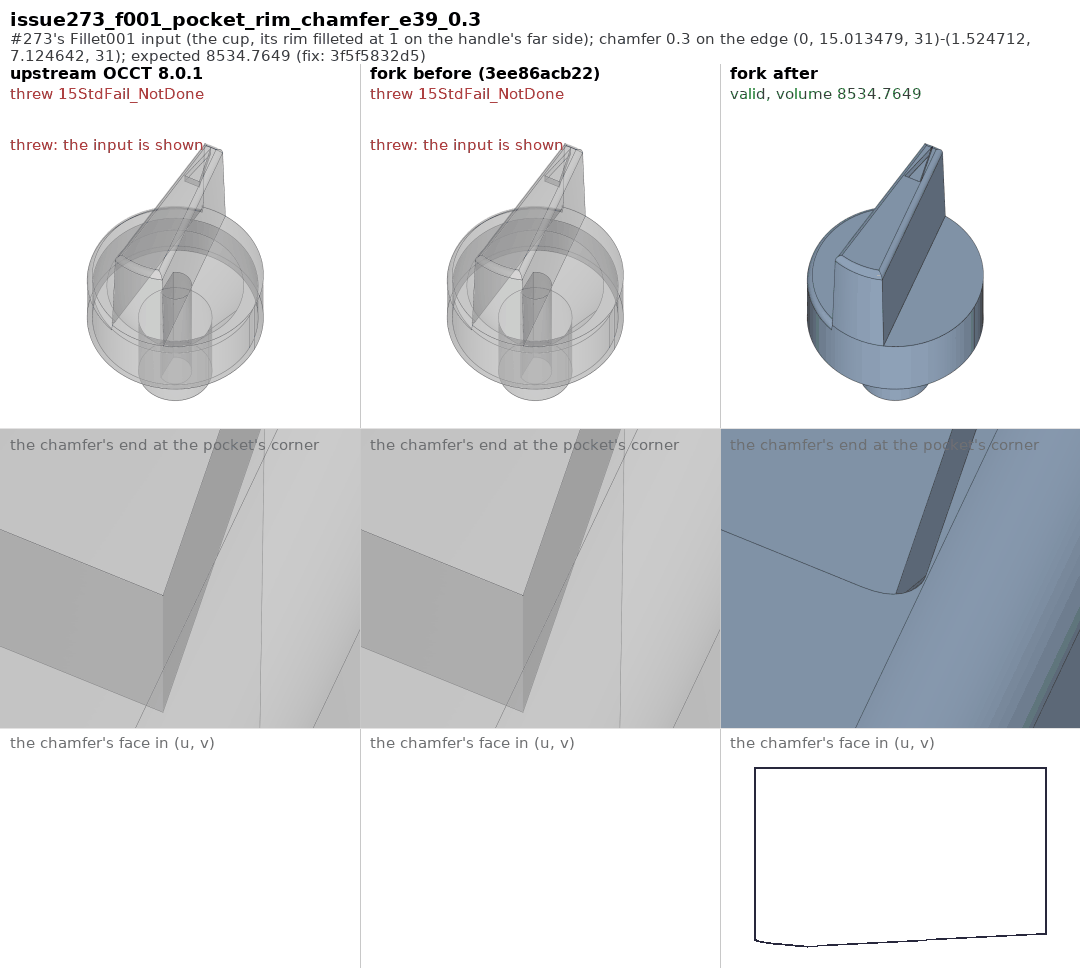 issue273_f001_pocket_rim_chamfer_e39_0.3
#273's Fillet001 input (the cup, its rim filleted at 1 on the handle's far side); chamfer 0.3 on the edge (0, 15.013479, 31)-(1.524712,
7.124642, 31); expected 8534.7649 (fix: 3f5f5832d5)
upstream OCCT 8.0.1
fork before (3ee86acb22)
fork after
threw 15StdFail_NotDone
threw 15StdFail_NotDone
valid, volume 8534.7649
threw: the input is shown
threw: the input is shown
the chamfer's end at the pocket's corner
the chamfer's end at the pocket's corner
the chamfer's end at the pocket's corner
the chamfer's face in (u, v)
the chamfer's face in (u, v)
the chamfer's face in (u, v)